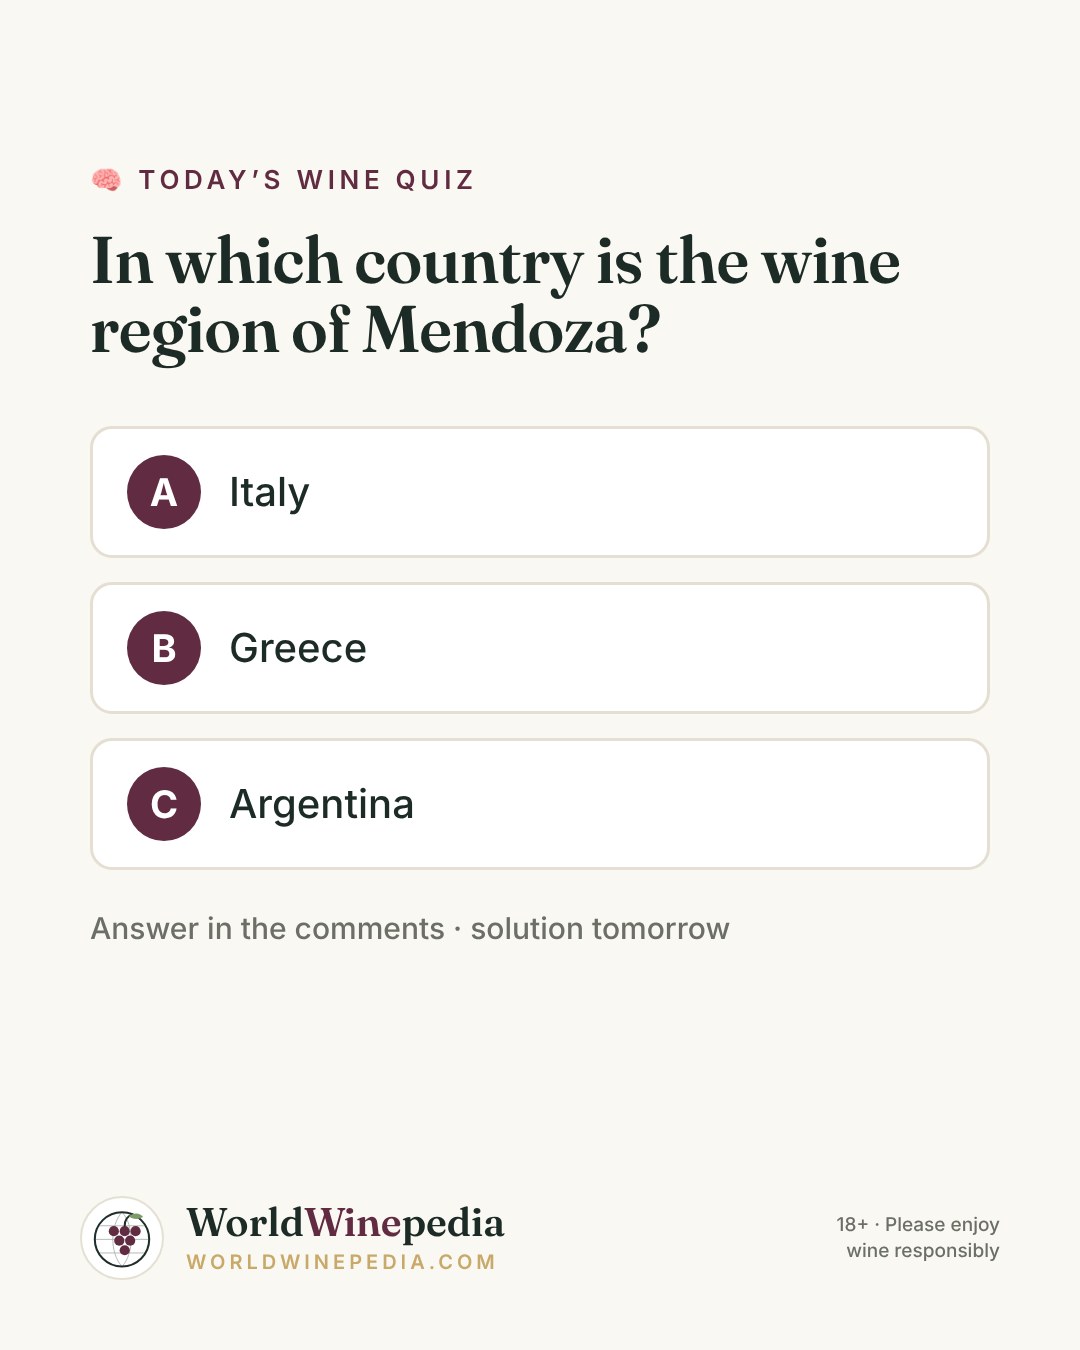 🧠 TODAY’S WINE QUIZ
In which country is the wine
region of Mendoza?
A Italy
B Greece
C Argentina
Answer in the comments · solution tomorrow
WorldWinepedia
WORLDWINEPEDIA.COM
18+ · Please enjoy
wine responsibly